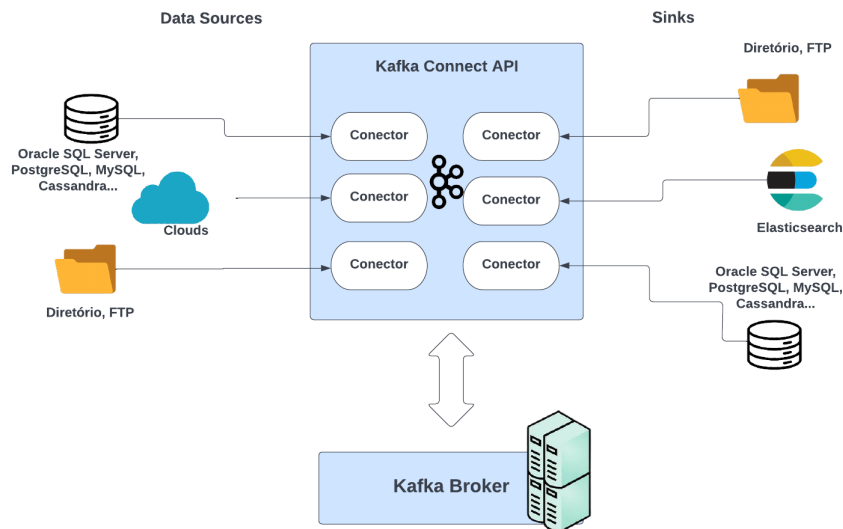 Data Sources
Sinks
Kafka Connect API
Diretório, FTP
Conector
Conector
Oracle SQL Server,
PostgreSQL, MySQL,
Cassandra...
Clouds
Conector
Conector
Elasticsearch
Conector
Conector
Diretório, FTP
Oracle SQL Server,
PostgreSQL, MySQL,
Cassandra...
Kafka Broker